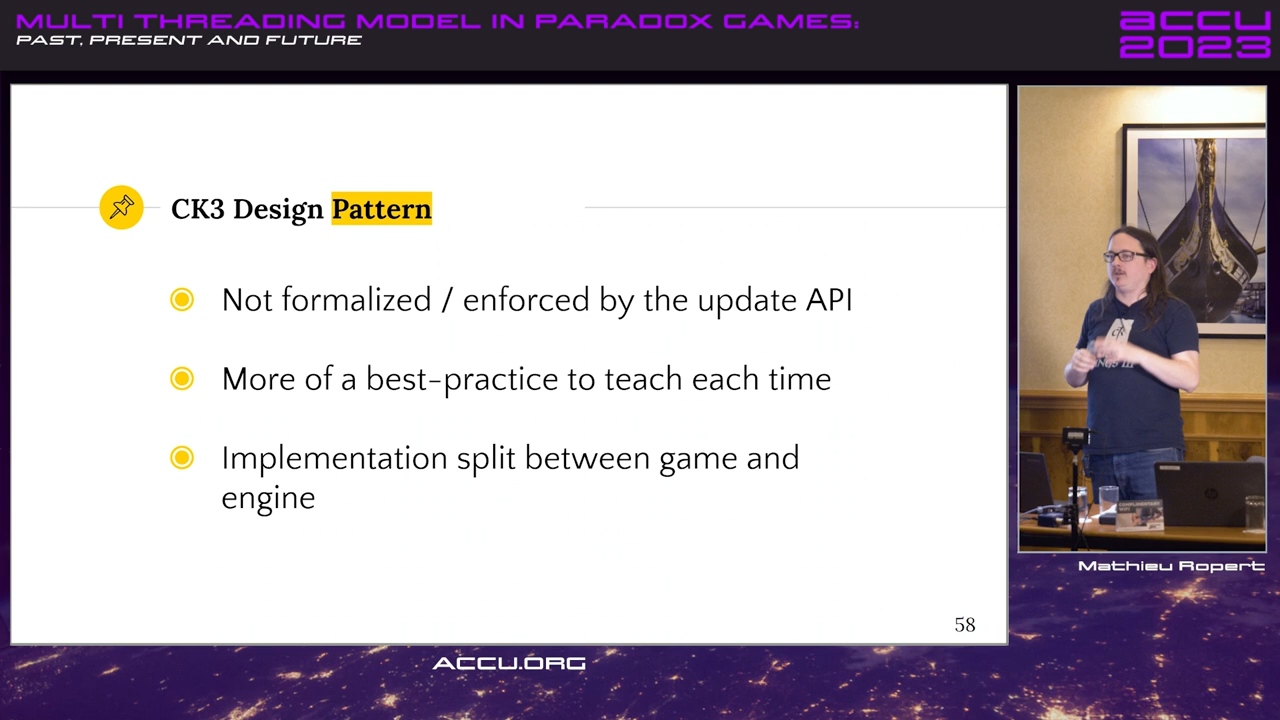 MULTI THREADING MODEL IN PARADOX GAMES:
PAST, PRESENT AND FUTURE
ACCU
2023
CK3 Design Pattern
Not formalized / enforced by the update API
More of a best-practice to teach each time
Implementation split between game and
engine
58
Mathieu Ropert
ACCU.ORG